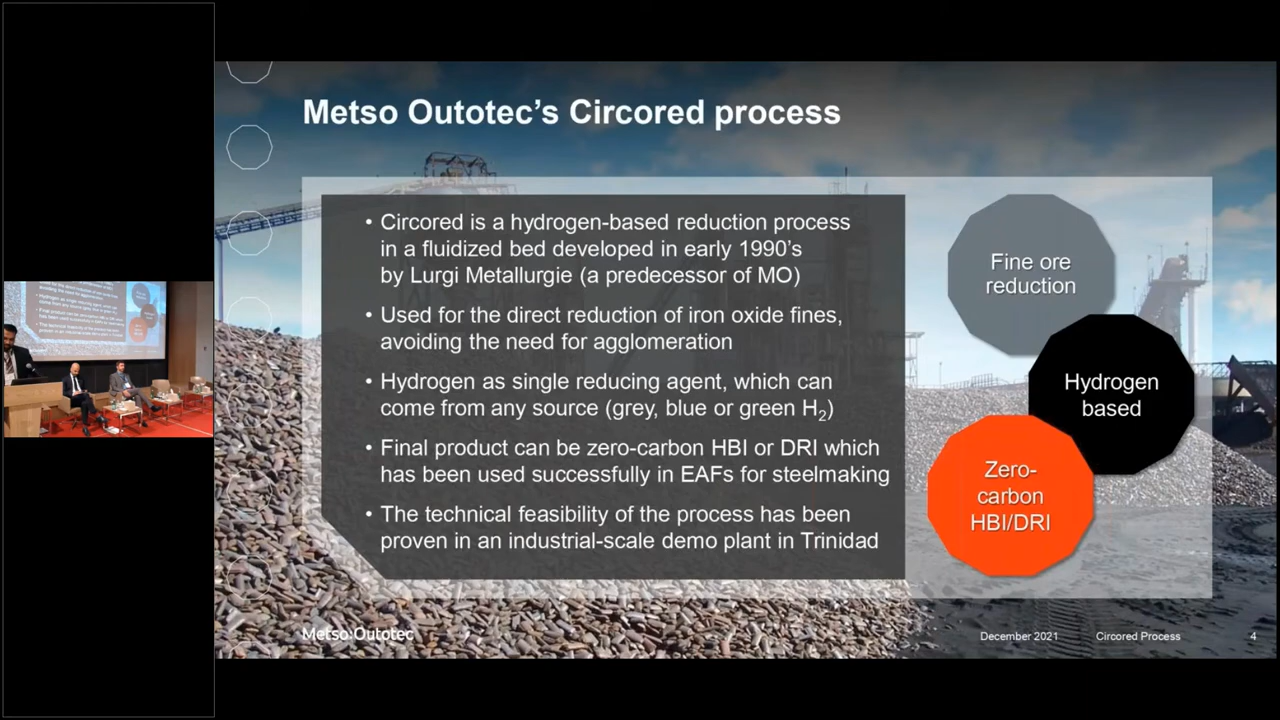 Metso Outotec’s Circored process
• Circored is a hydrogen-based reduction process
in a fluidized bed developed in early 1990’s
by Lurgi Metallurgie (a predecessor of MO)
• Used for the direct reduction of iron oxide fines,
avoiding the need for agglomeration
• Hydrogen as single reducing agent, which can
come from any source (grey, blue or green H₂)
• Final product can be zero-carbon HBI or DRI which
has been used successfully in EAFs for steelmaking
• The technical feasibility of the process has been
proven in an industrial-scale demo plant in Trinidad
Fine ore
reduction
Hydrogen
based
Zero-
carbon
HBI/DRI
Metso:Outotec
December 2021
Circored Process
4